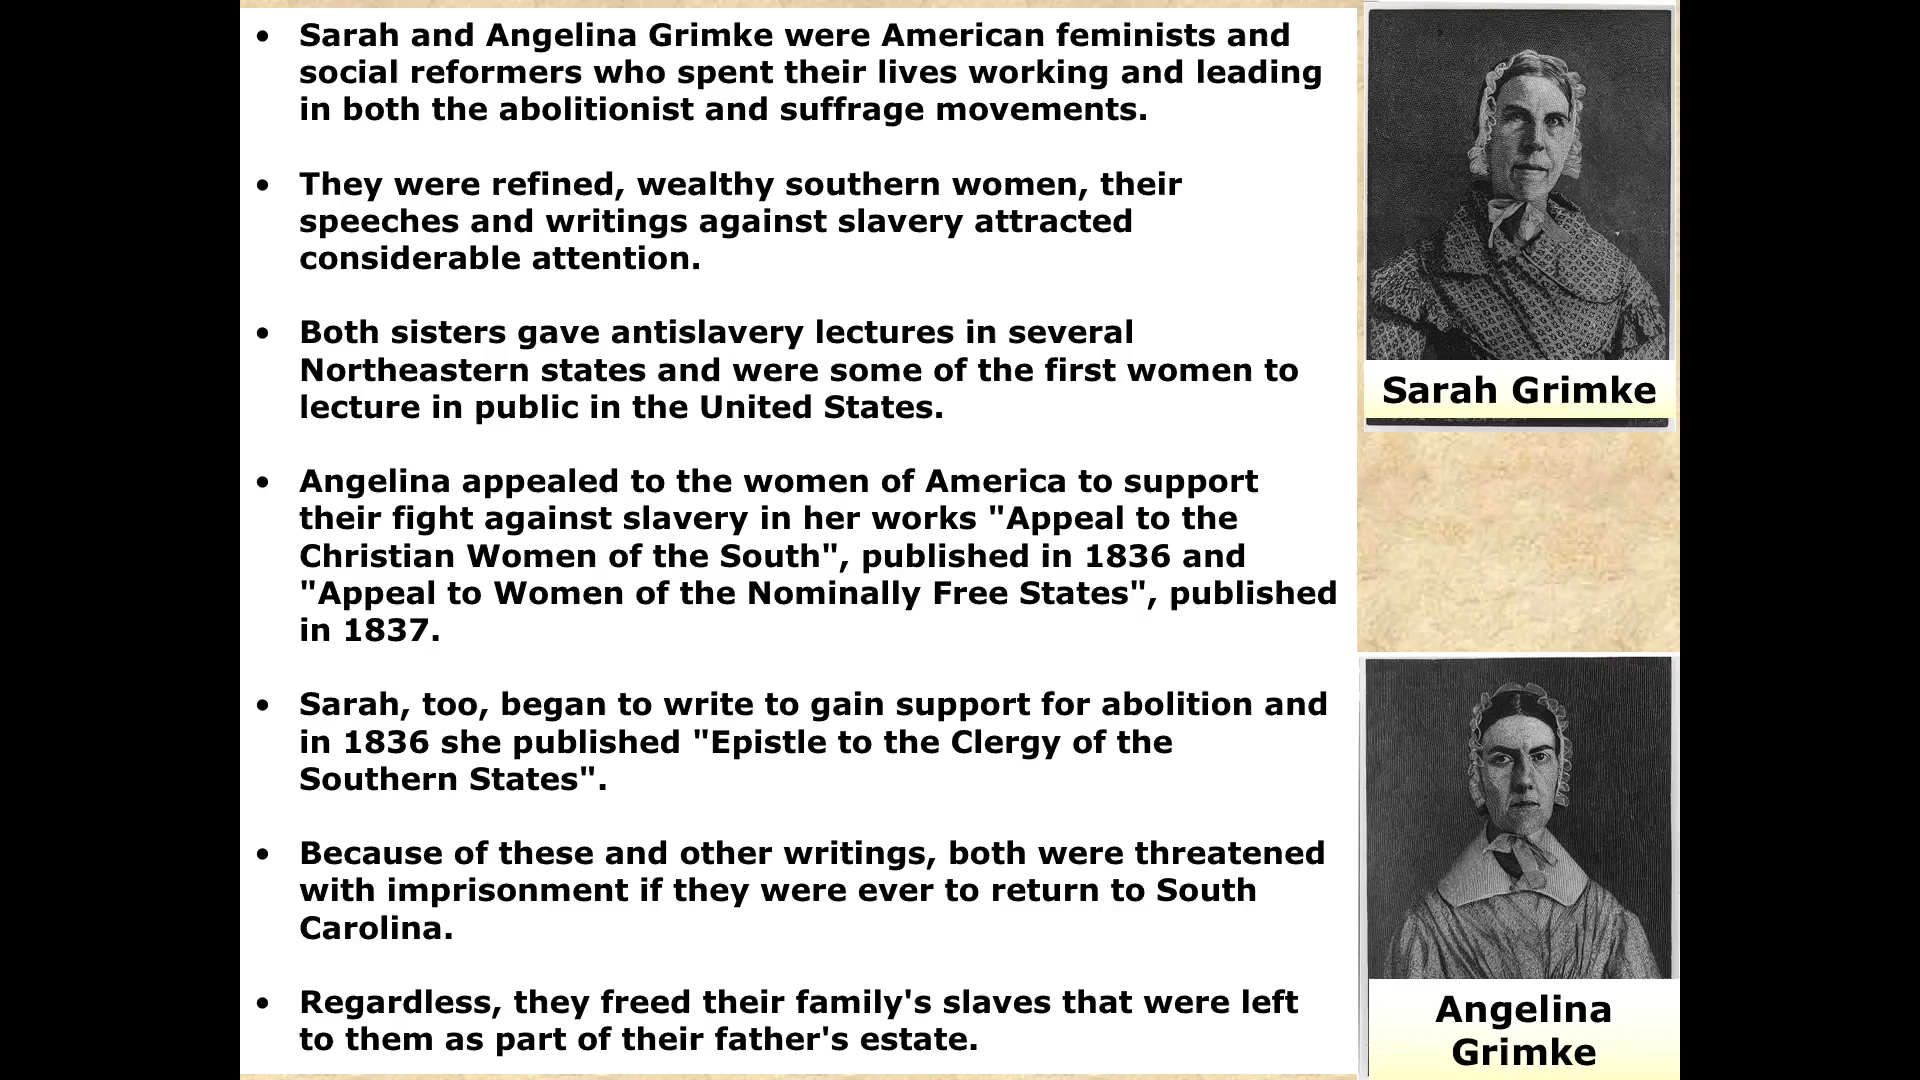 • Sarah and Angelina Grimke were American feminists and
social reformers who spent their lives working and leading
in both the abolitionist and suffrage movements.
• They were refined, wealthy southern women, their
speeches and writings against slavery attracted
considerable attention.
• Both sisters gave antislavery lectures in several
Northeastern states and were some of the first women to
lecture in public in the United States.
• Angelina appealed to the women of America to support
their fight against slavery in her works "Appeal to the
Christian Women of the South", published in 1836 and
"Appeal to Women of the Nominally Free States", published
in 1837.
• Sarah, too, began to write to gain support for abolition and
in 1836 she published "Epistle to the Clergy of the
Southern States".
• Because of these and other writings, both were threatened
with imprisonment if they were ever to return to South
Carolina.
• Regardless, they freed their family's slaves that were left
to them as part of their father's estate.
Sarah Grimke
Angelina
Grimke